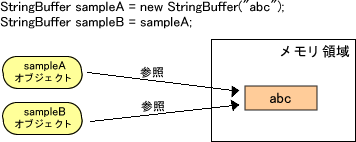 StringBuffer sampleA = new StringBuffer("abc");
StringBuffer sampleB = sampleA;
メモリ領域
sampleA
オブジェクト
参照
abc
参照
sampleB
オブジェクト